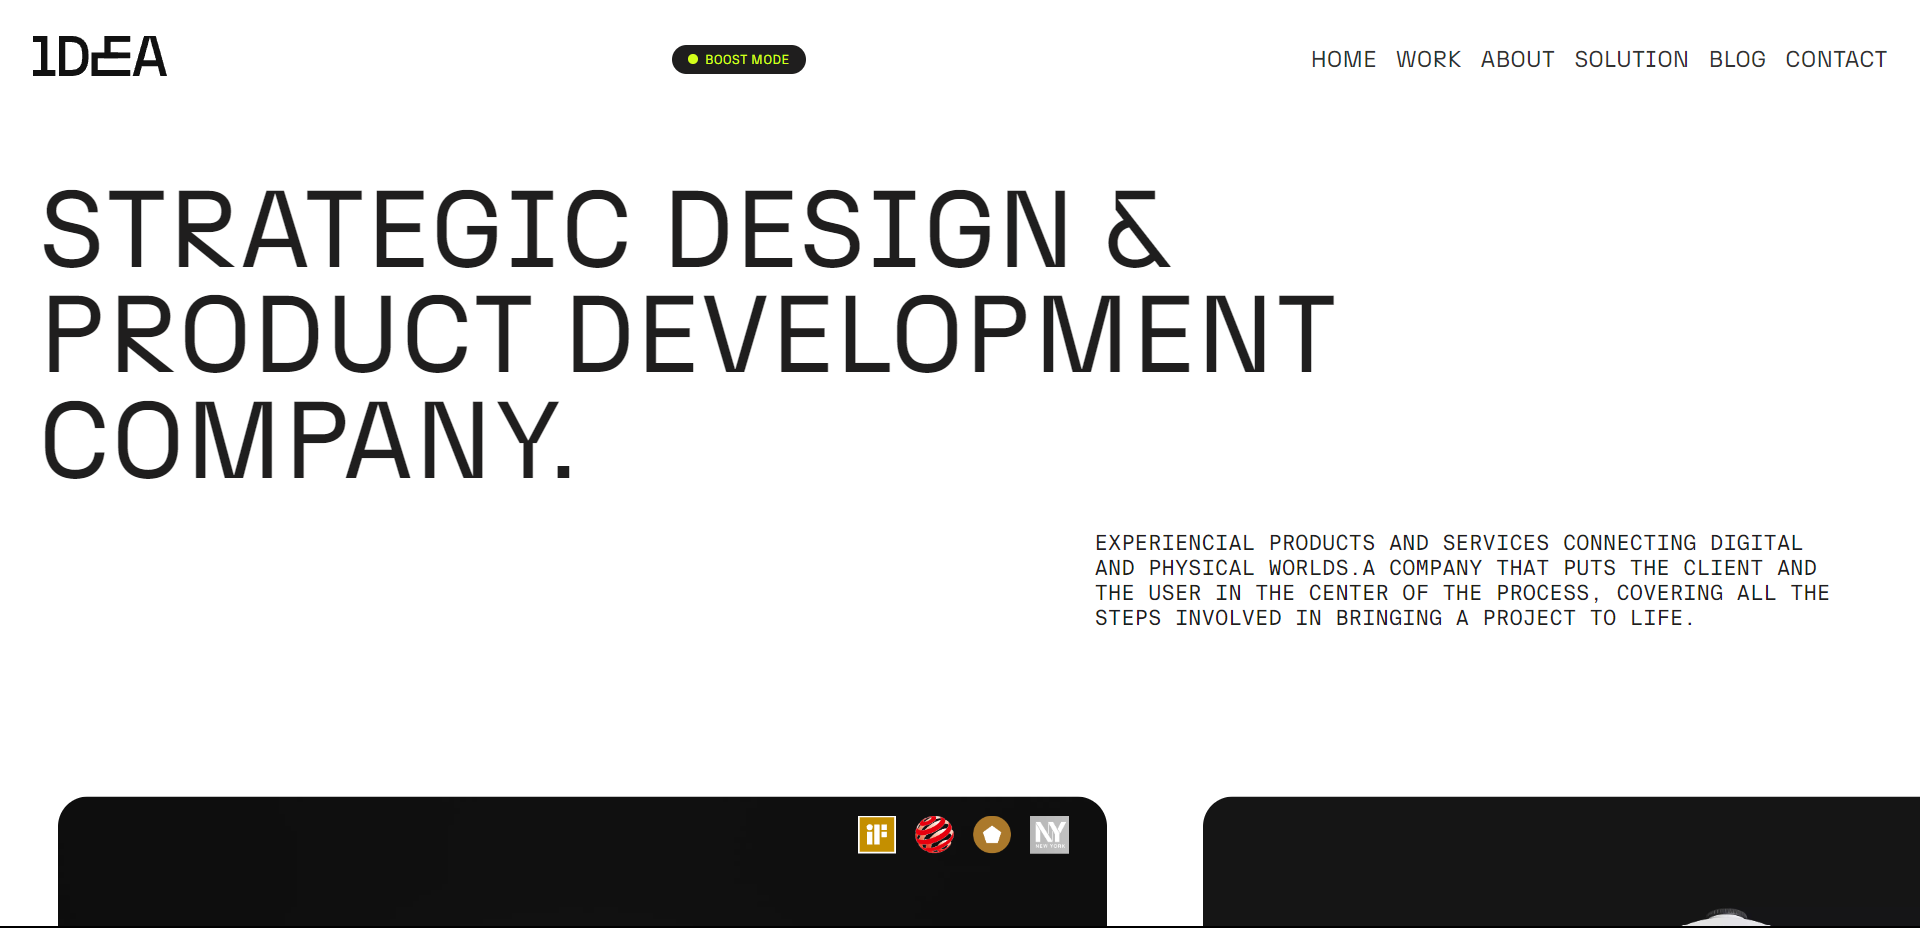 1DEA
BOOST MODE
HOME WORK ABOUT SOLUTION BLOG CONTACT
STRATEGIC DESIGN &
PRODUCT DEVELOPMENT
COMPANY.
EXPERIENCIAL PRODUCTS AND SERVICES CONNECTING DIGITAL
AND PHYSICAL WORLDS.A COMPANY THAT PUTS THE CLIENT AND
THE USER IN THE CENTER OF THE PROCESS, COVERING ALL THE
STEPS INVOLVED IN BRINGING A PROJECT TO LIFE.
iF
NY
NEW YORK